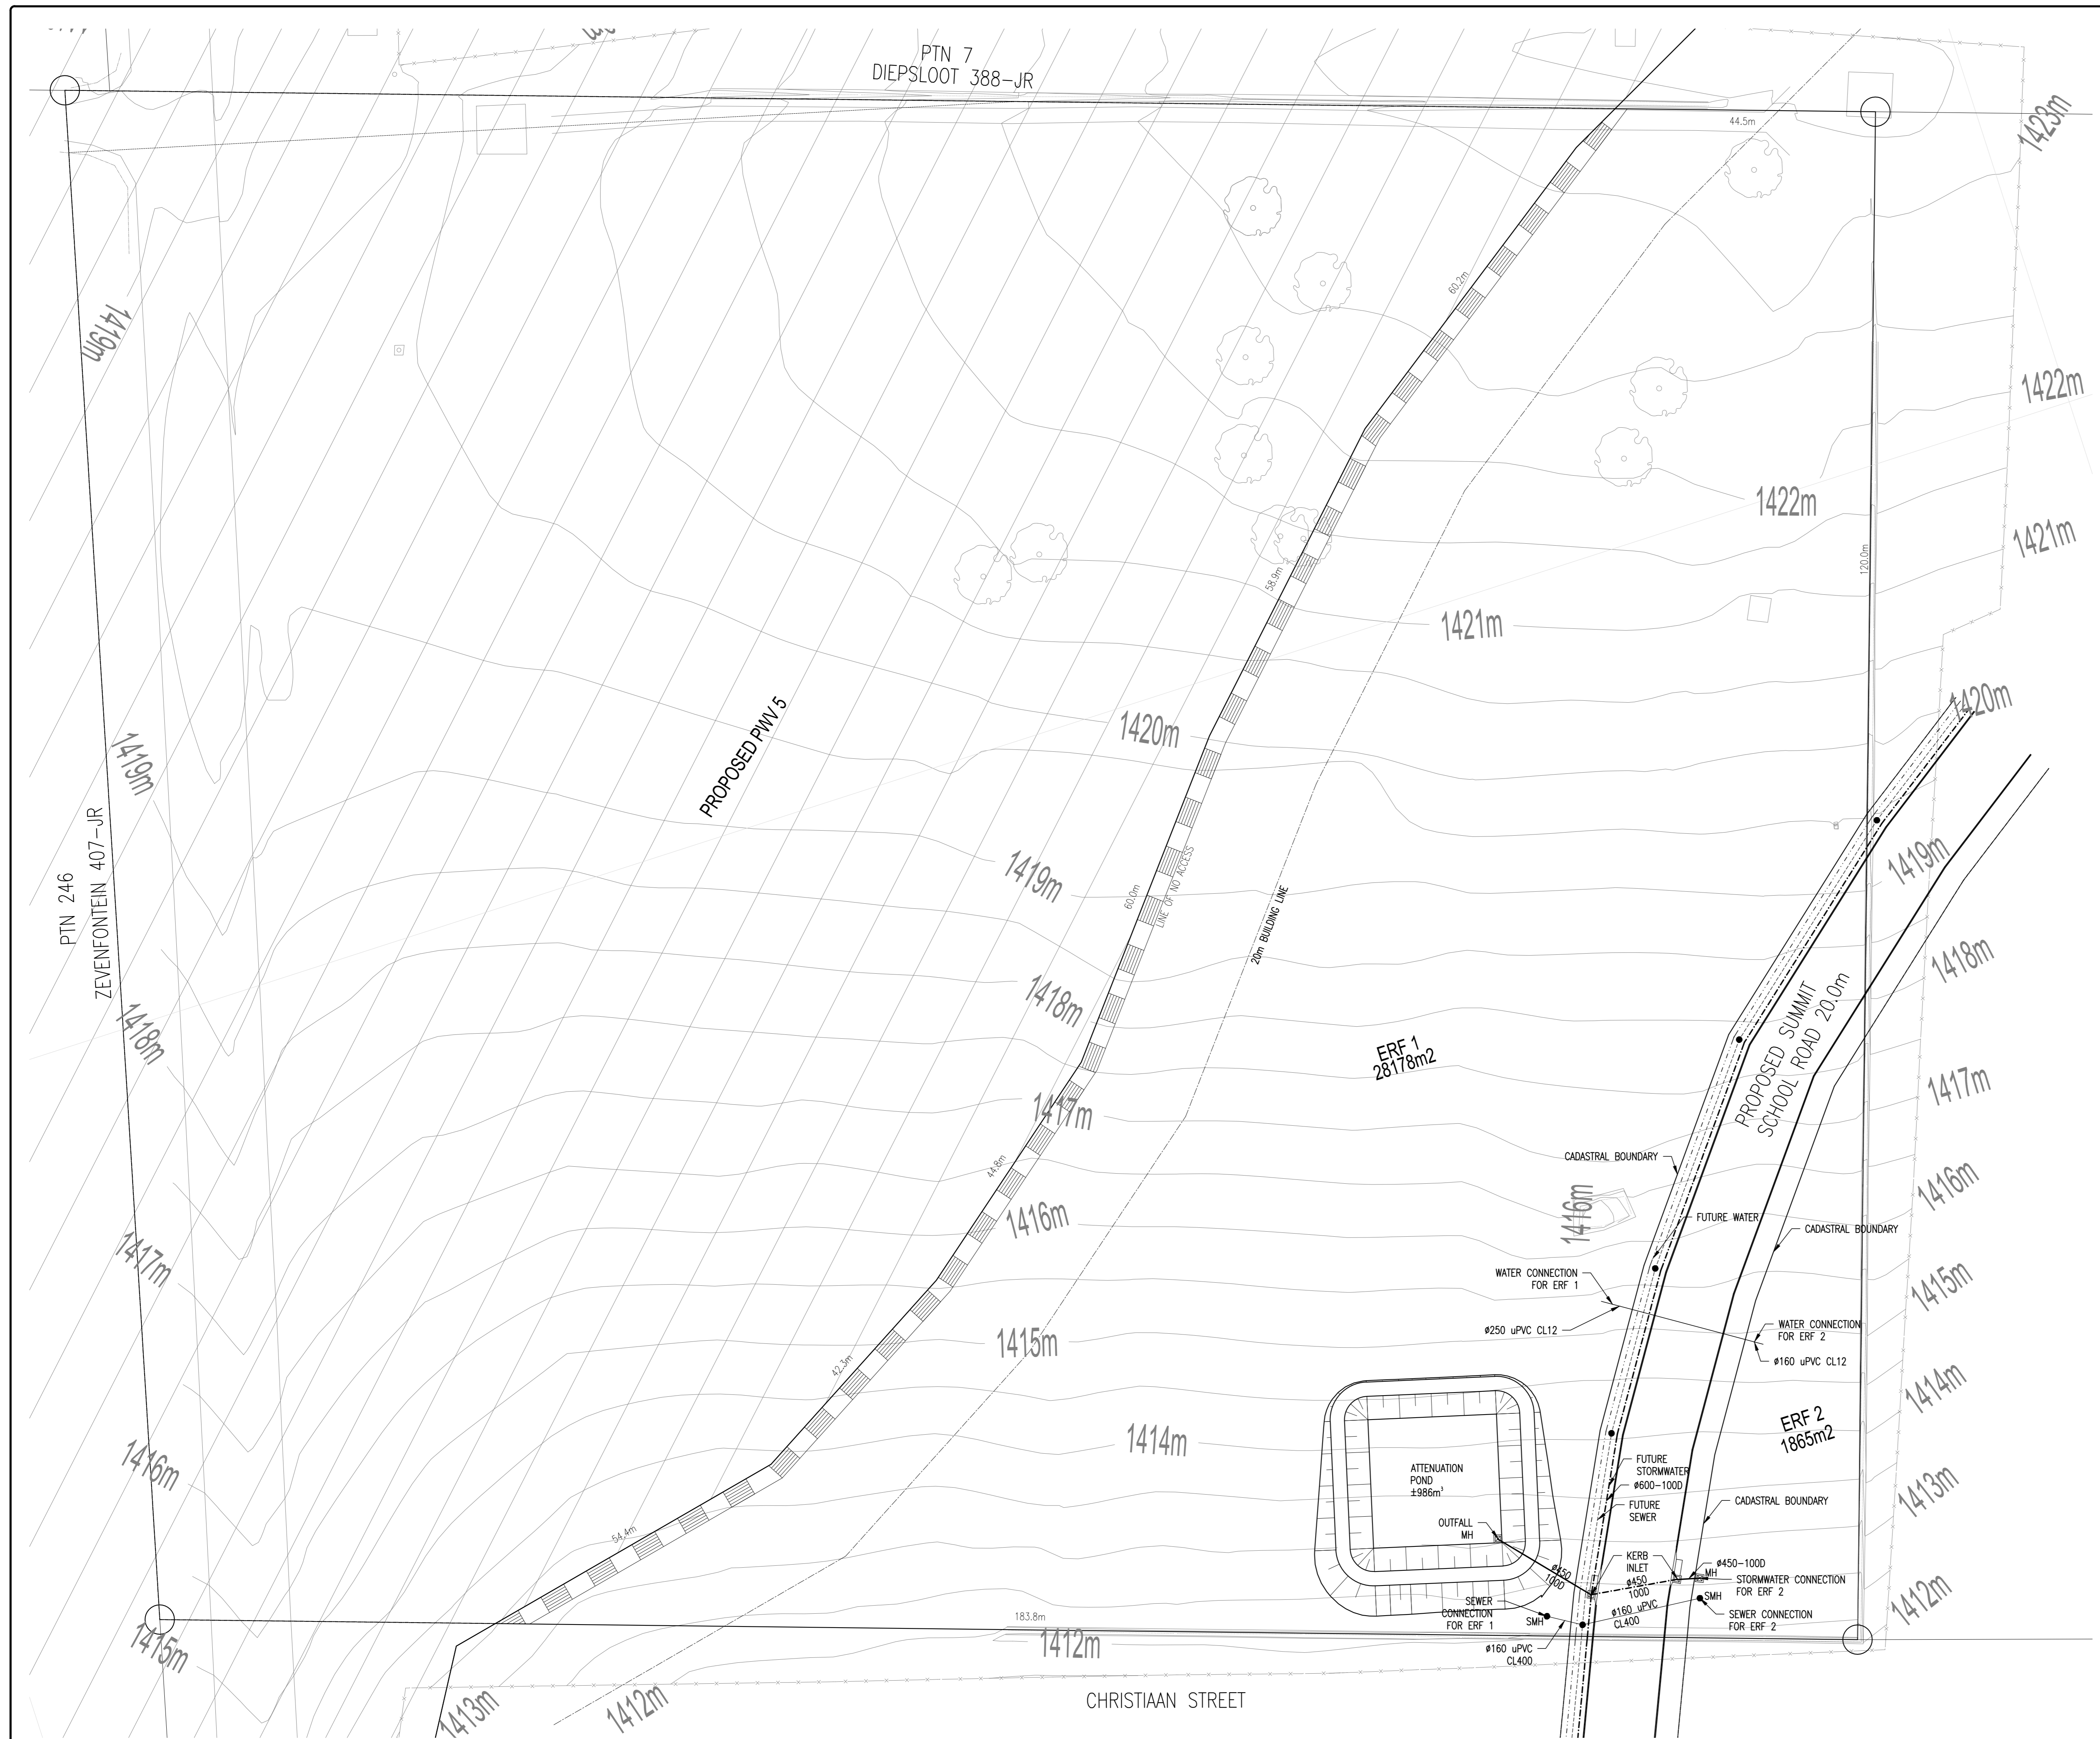 PTN 7
DIEPSLOOT 388-JR
44.5m
1423m
1419m
60.2m
1422m
1422m
1421m
120.0m
58.9m
1421m
1420m
PROPOSED PWV 5
1420m
1419m
1419m
1419m
60.0m
LINE OF NO ACCESS
20m BUILDING LINE
PTN 246
ZEVENFONTEIN 407-JR
1418m
1418m
1418m
PROPOSED SUMMIT
SCHOOL ROAD 20.0m
ERF 1
28178m2
1417m
1417m
CADASTRAL BOUNDARY
44.8m
1416m
1416m
1416m
FUTURE WATER
CADASTRAL BOUNDARY
1417m
WATER CONNECTION
FOR ERF 1
1415m
ø250 uPVC CL12
WATER CONNECTION
FOR ERF 2
ø160 uPVC CL12
1415m
42.3m
1414m
ERF 2
1865m2
1414m
1416m
ATTENUATION
POND
±986m³
FUTURE
STORMWATER
ø600-100D
FUTURE
SEWER
CADASTRAL BOUNDARY
1413m
OUTFALL
MH
54.4m
KERB
INLET
ø450
100D
ø450
100D
ø450-100D
MH
STORMWATER CONNECTION
FOR ERF 2
SMH
SEWER CONNECTION
FOR ERF 2
1412m
SEWER
CONNECTION
FOR ERF 1
SMH
ø160 uPVC
CL400
ø160 uPVC
CL400
183.8m
1412m
1415m
CHRISTIAAN STREET
1413m
1412m